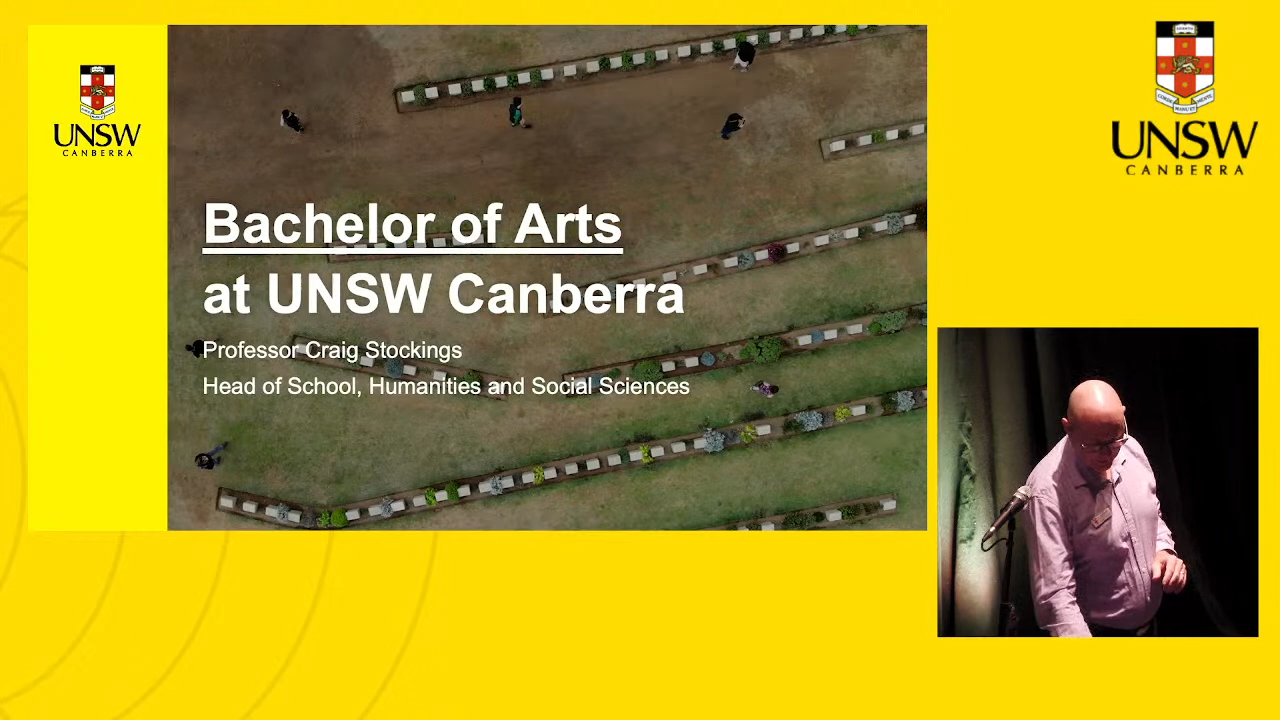 UNSW
CANBERRA
Bachelor of Arts
at UNSW Canberra
Professor Craig Stockings
Head of School, Humanities and Social Sciences
UNSW
CANBERRA